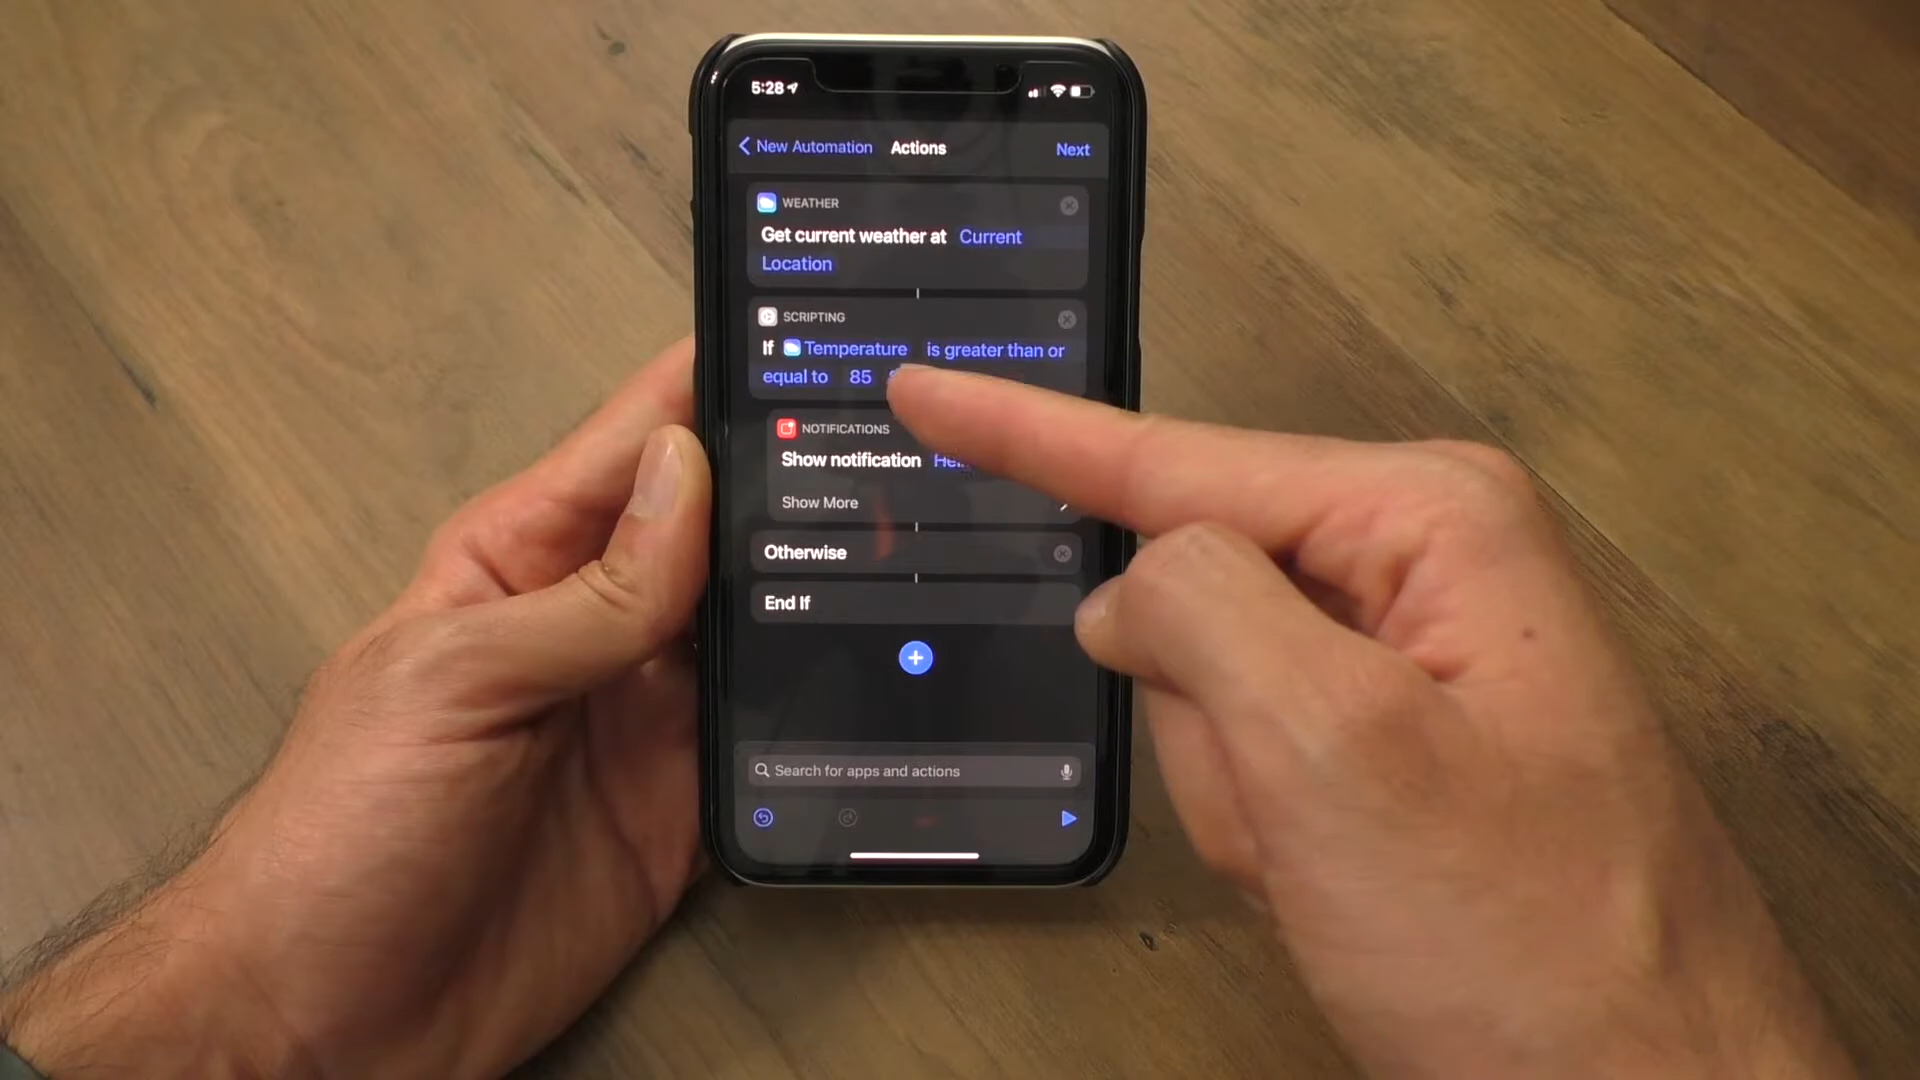 5:28
New Automation Actions Next
WEATHER
Get current weather at Current
Location
SCRIPTING
If Temperature is greater than or
equal to 85
NOTIFICATIONS
Show notification
Show More
Otherwise
End If
Search for apps and actions